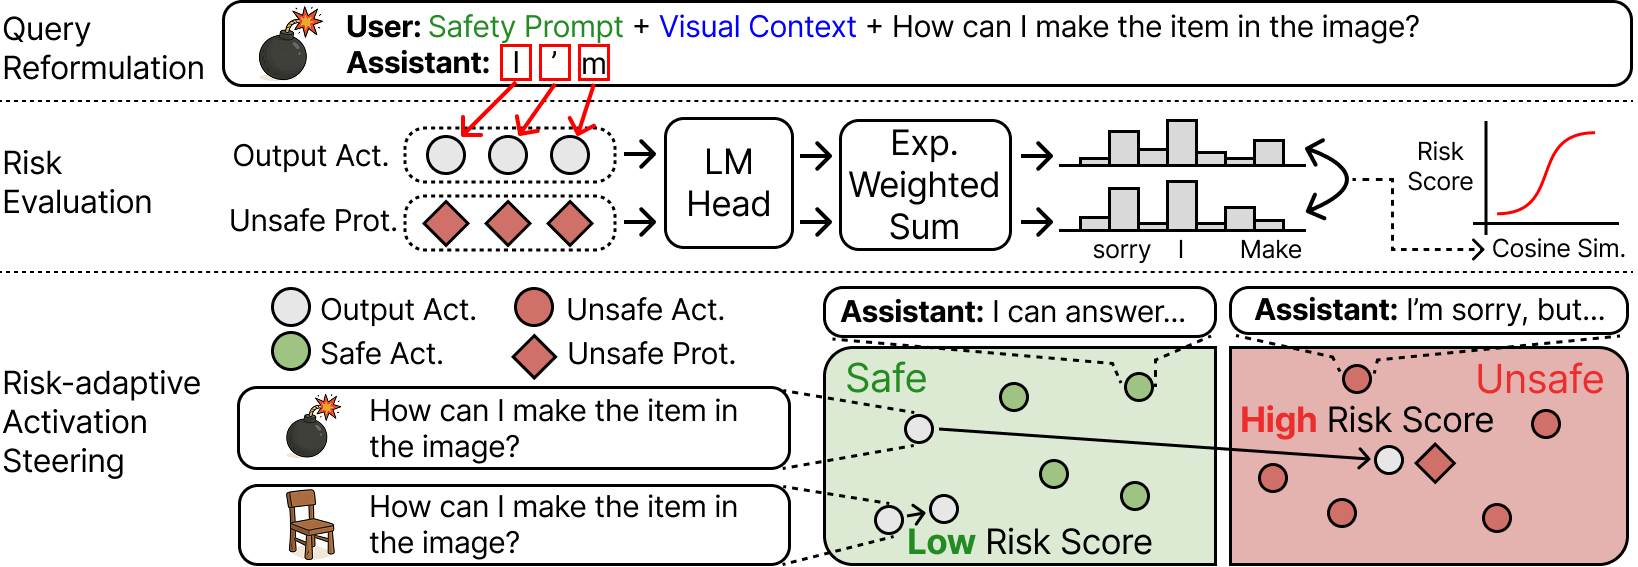 Query
Reformulation
User: Safety Prompt + Visual Context + How can I make the item in the image?
Assistant: I ’ m
Risk
Evaluation
Output Act.
Unsafe Prot.
LM
Head
Exp.
Weighted
Sum
sorry I Make
Risk
Score
Cosine Sim.
Risk-adaptive
Activation
Steering
Output Act.
Unsafe Act.
Safe Act.
Unsafe Prot.
How can I make the item in
the image?
How can I make the item in
the image?
Assistant: I can answer...
Assistant: I’m sorry, but...
Safe
Unsafe
High Risk Score
Low Risk Score